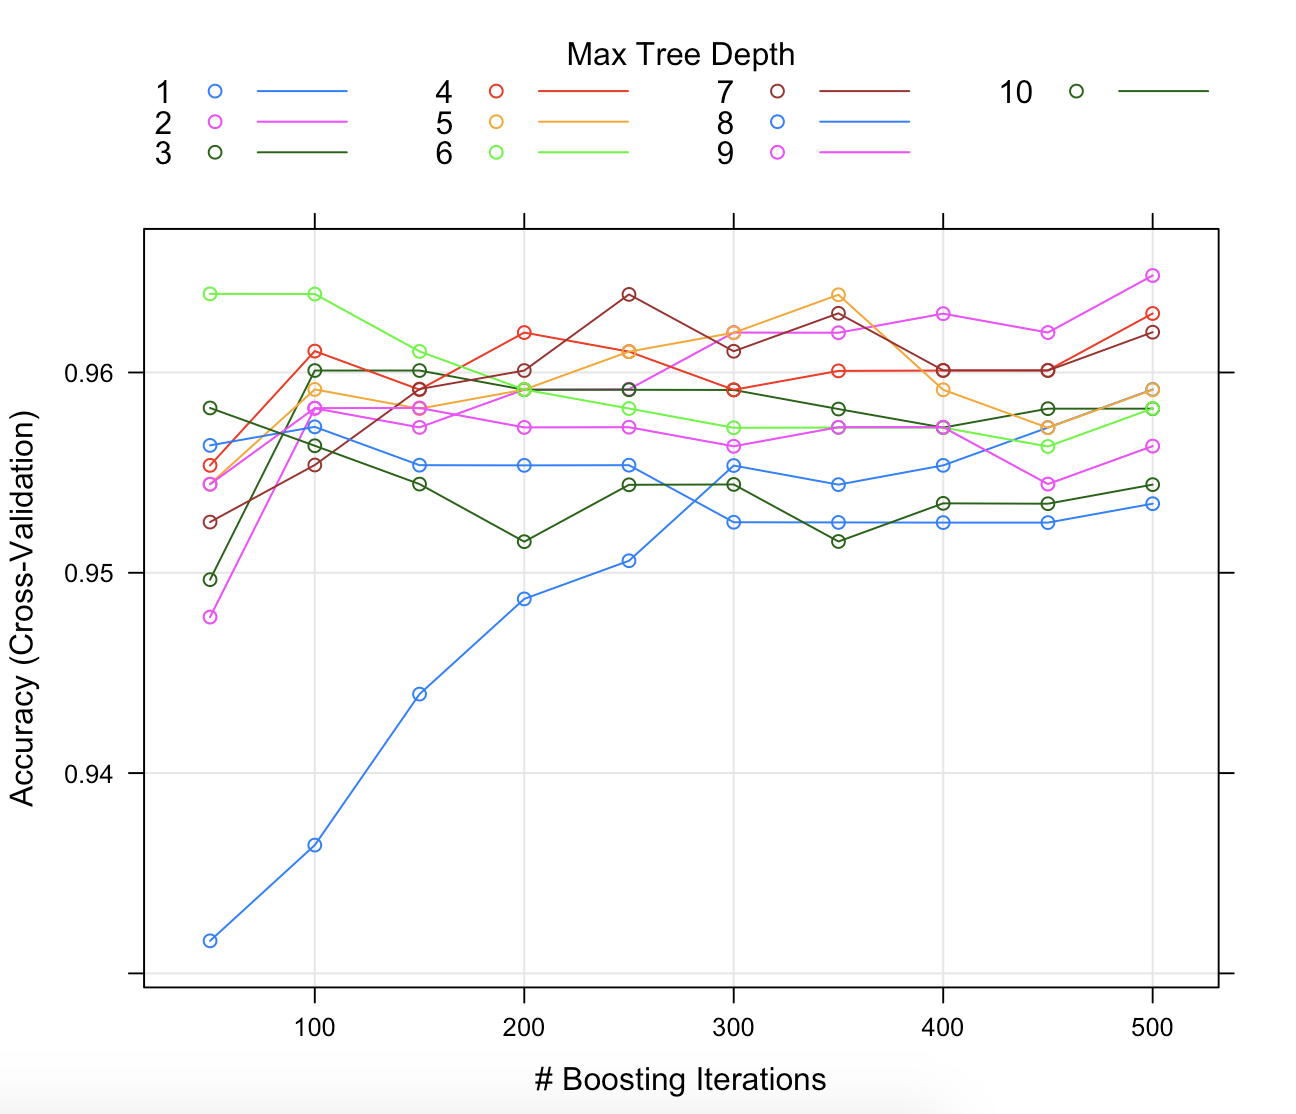 Max Tree Depth
1 4 7 10
2 5 8
3 6 9
0.96
0.95
0.94
Accuracy (Cross-Validation)
100 200 300 400 500
# Boosting Iterations